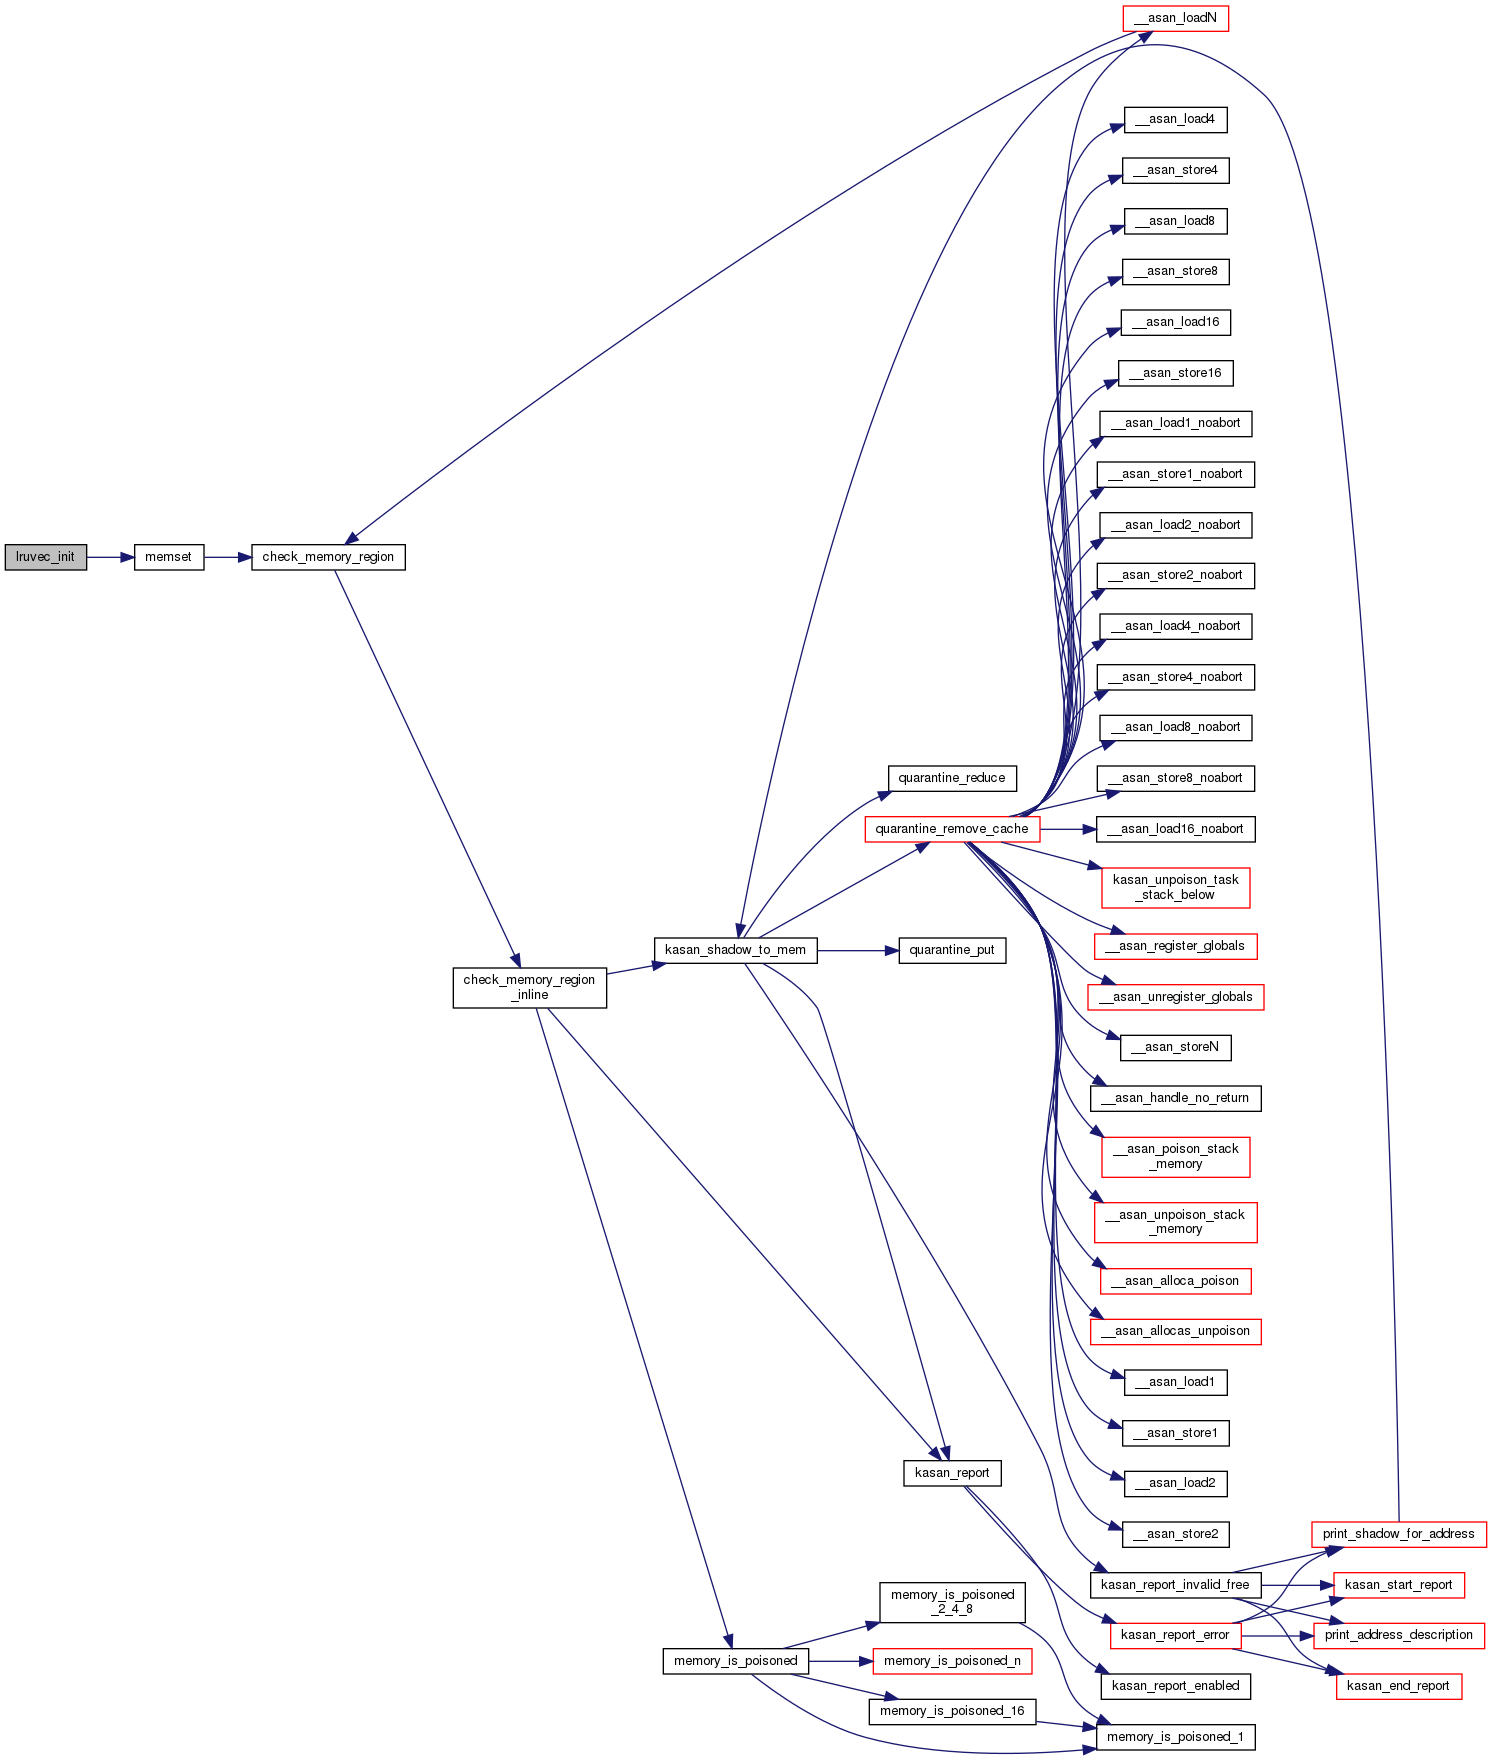 __asan_loadN
__asan_load4
__asan_store4
__asan_load8
__asan_store8
__asan_load16
__asan_store16
__asan_load1_noabort
__asan_store1_noabort
__asan_load2_noabort
lruvec_init
memset
check_memory_region
__asan_store2_noabort
__asan_load4_noabort
__asan_store4_noabort
__asan_load8_noabort
quarantine_reduce
__asan_store8_noabort
quarantine_remove_cache
__asan_load16_noabort
kasan_unpoison_task
_stack_below
kasan_shadow_to_mem
quarantine_put
__asan_register_globals
check_memory_region
_inline
__asan_unregister_globals
__asan_storeN
__asan_handle_no_return
__asan_poison_stack
_memory
__asan_unpoison_stack
_memory
__asan_alloca_poison
__asan_allocas_unpoison
__asan_load1
__asan_store1
kasan_report
__asan_load2
__asan_store2
print_shadow_for_address
kasan_report_invalid_free
kasan_start_report
memory_is_poisoned
_2_4_8
kasan_report_error
print_address_description
memory_is_poisoned
memory_is_poisoned_n
kasan_report_enabled
kasan_end_report
memory_is_poisoned_16
memory_is_poisoned_1